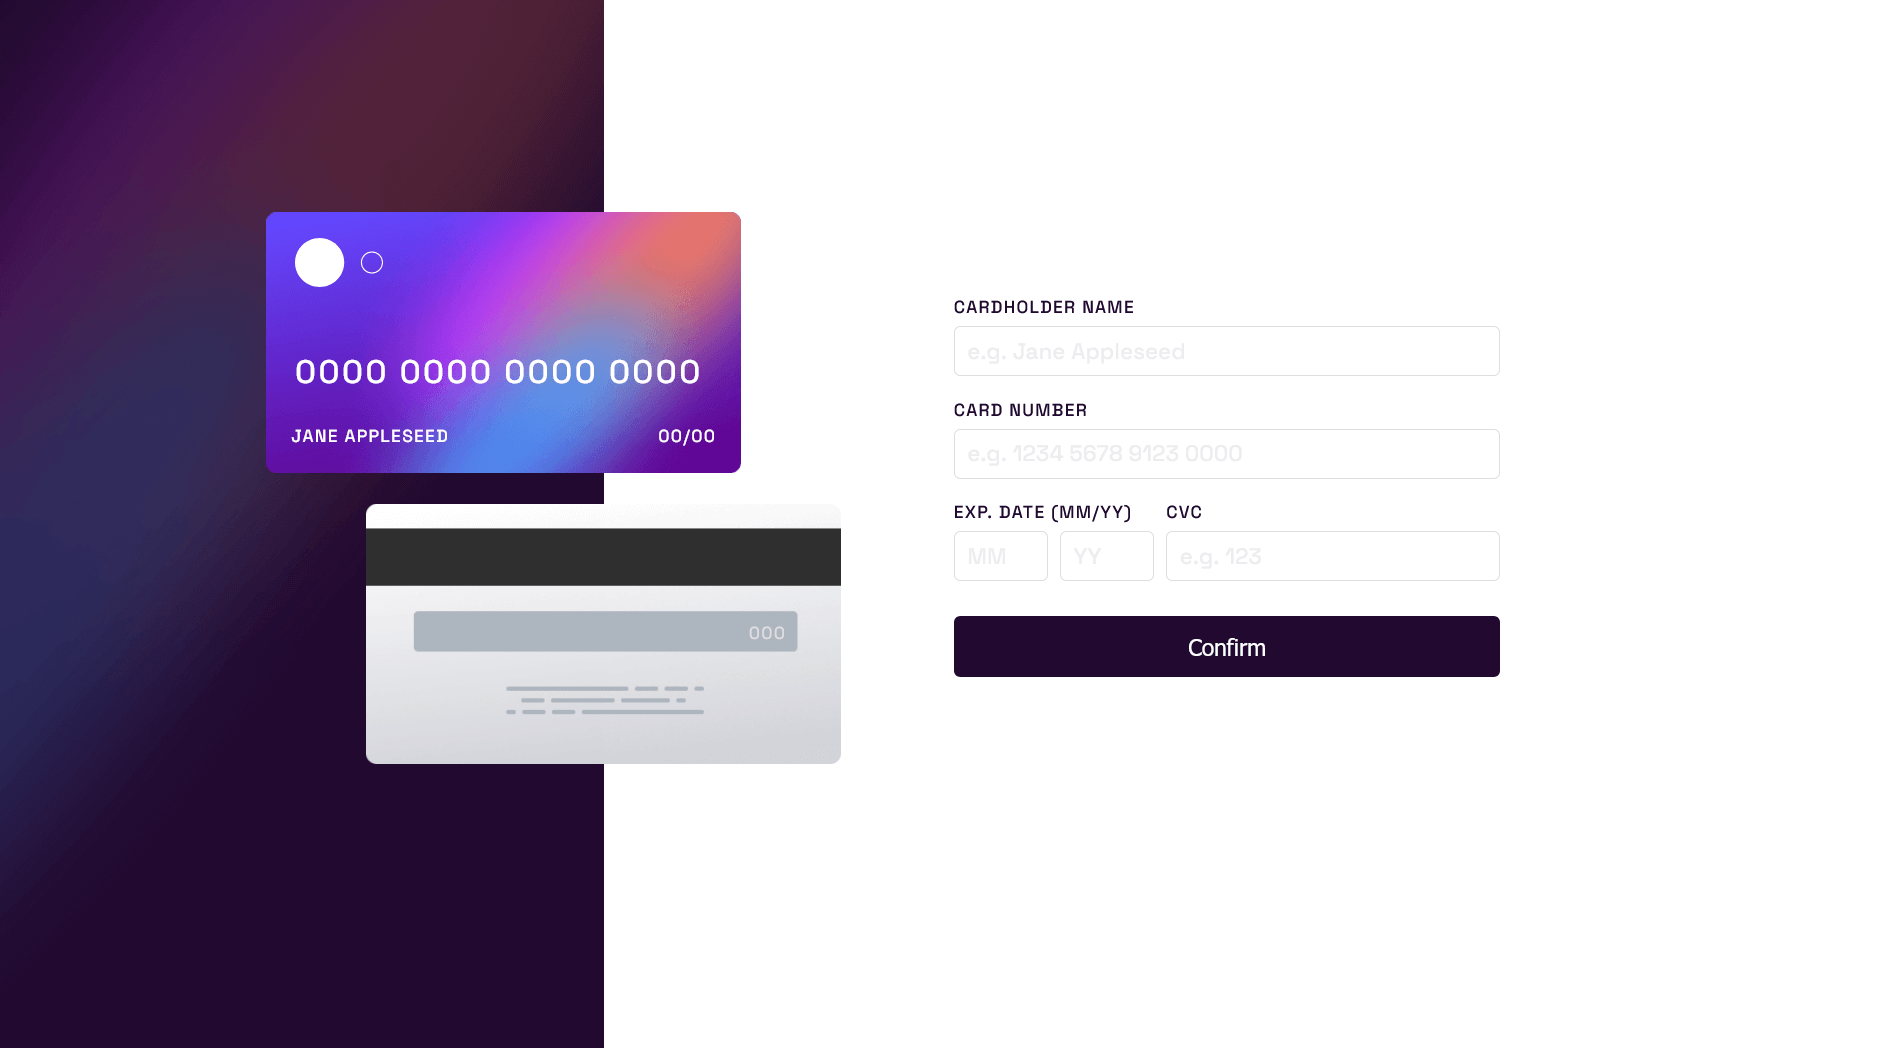 0000 0000 0000 0000
JANE APPLESEED 00/00
000
CARDHOLDER NAME
e.g. Jane Appleseed
CARD NUMBER
e.g. 1234 5678 9123 0000
EXP. DATE (MM/YY) CVC
MM YY e.g. 123
Confirm